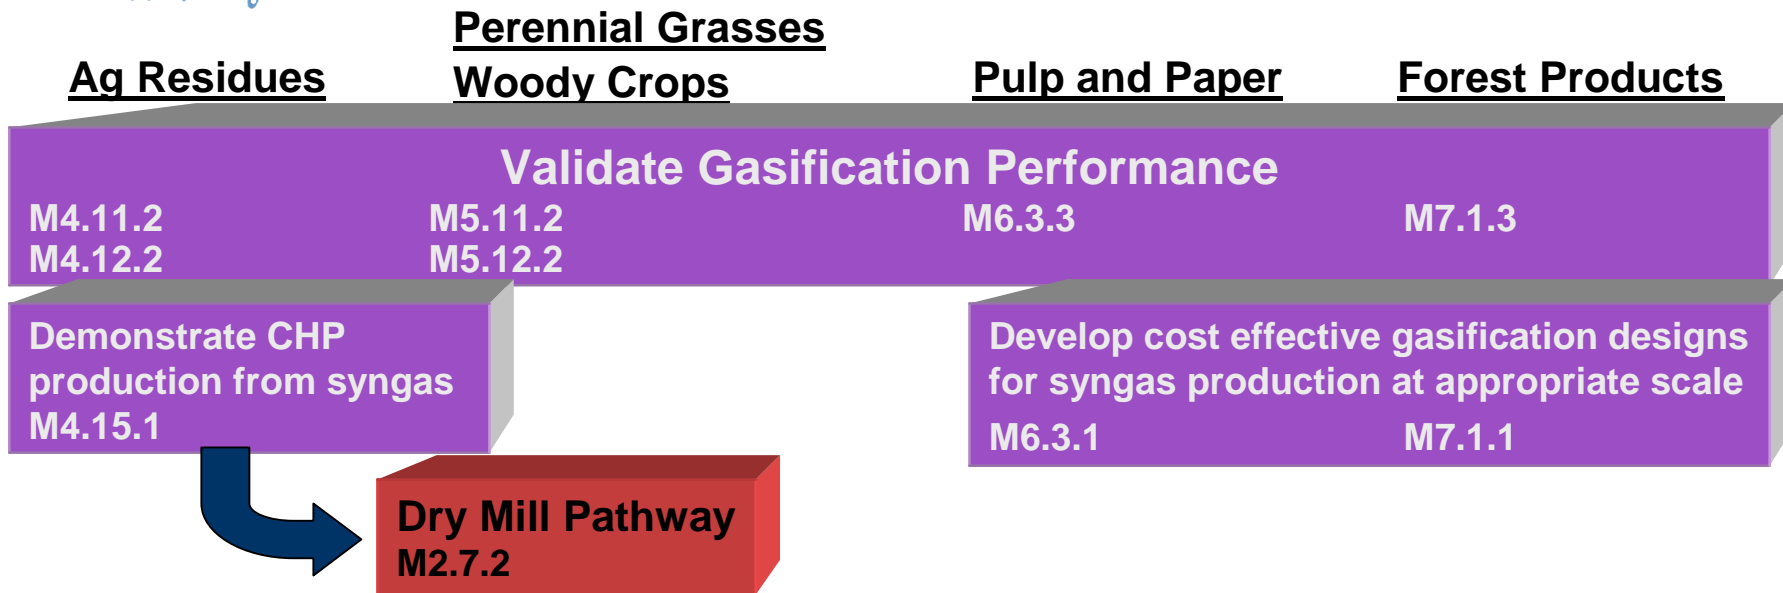 Perennial Grasses
Ag Residues Woody Crops Pulp and Paper Forest Products
Validate Gasification Performance
M4.11.2 M5.11.2 M6.3.3 M7.1.3
M4.12.2 M5.12.2
Demonstrate CHP
production from syngas
M4.15.1
Develop cost effective gasification designs
for syngas production at appropriate scale
M6.3.1 M7.1.1
Dry Mill Pathway
M2.7.2